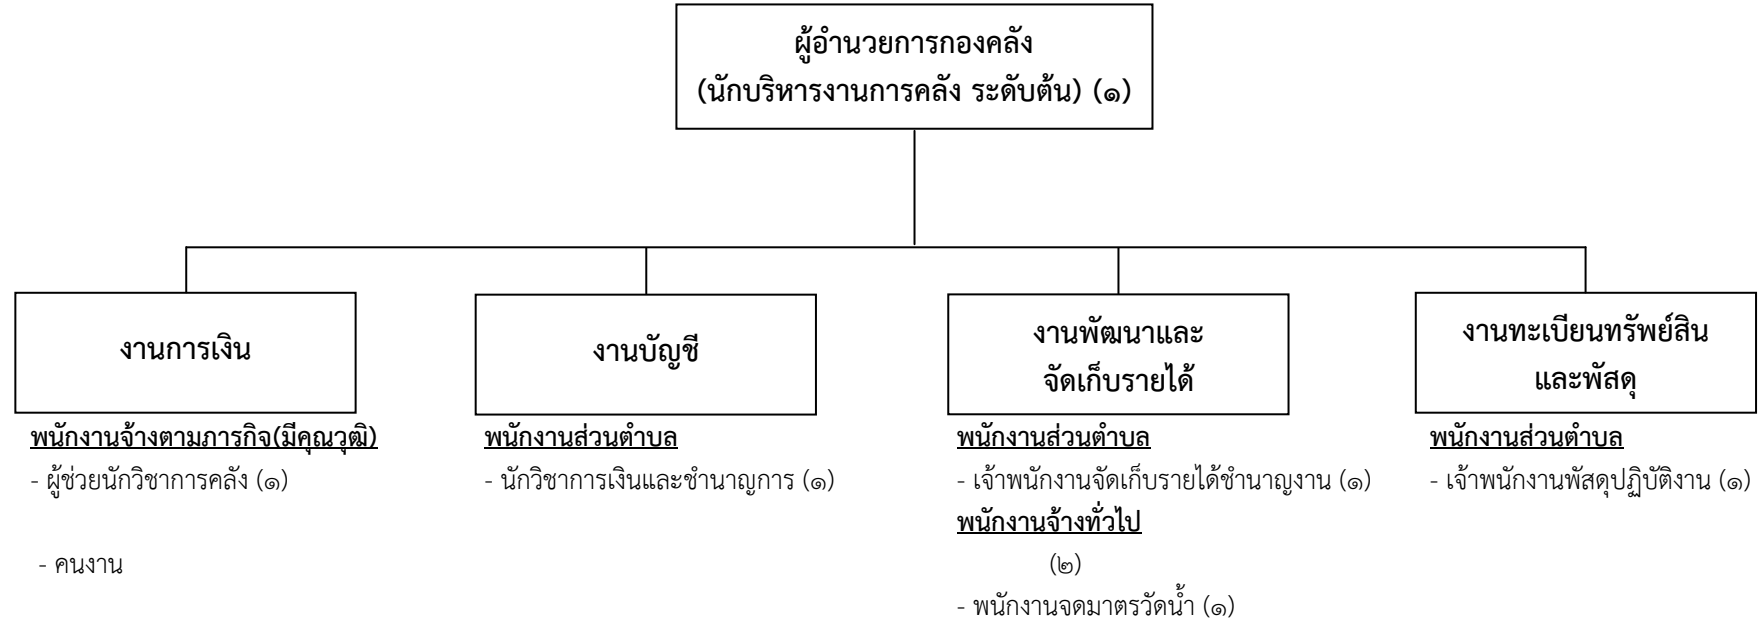 ผู้อำนวยการกองคลัง
(นักบริหารงานการคลัง ระดับต้น) (๑)
งานการเงิน
พนักงานจ้างตามภารกิจ(มีคุณวุฒิ)
- ผู้ช่วยนักวิชาการคลัง (๑)
- คนงาน
งานบัญชี
พนักงานส่วนตำบล
- นักวิชาการเงินและชำนาญการ (๑)
งานพัฒนาและ
จัดเก็บรายได้
พนักงานส่วนตำบล
- เจ้าพนักงานจัดเก็บรายได้ชำนาญงาน (๑)
พนักงานจ้างทั่วไป
(๒)
- พนักงานจดมาตรวัดน้ำ (๑)
งานทะเบียนทรัพย์สิน
และพัสดุ
พนักงานส่วนตำบล
- เจ้าพนักงานพัสดุปฏิบัติงาน (๑)